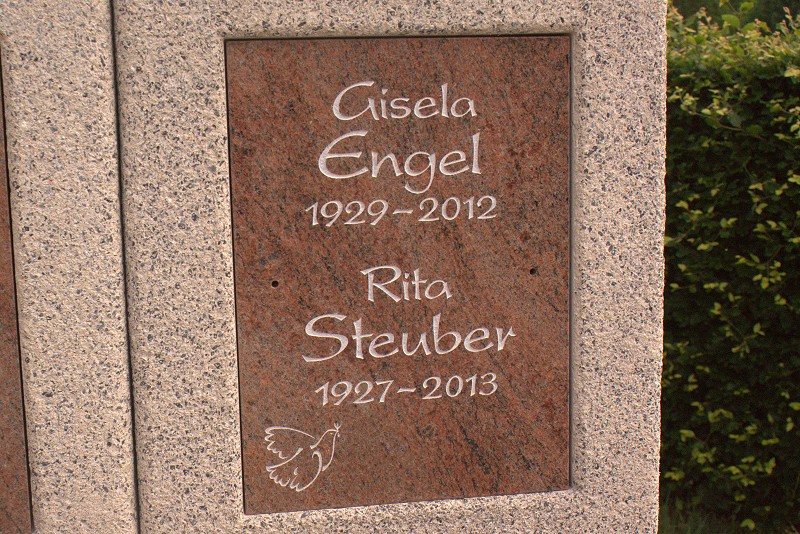 Gisela
Engel
1929–2012
Rita
Steuber
1927–2013